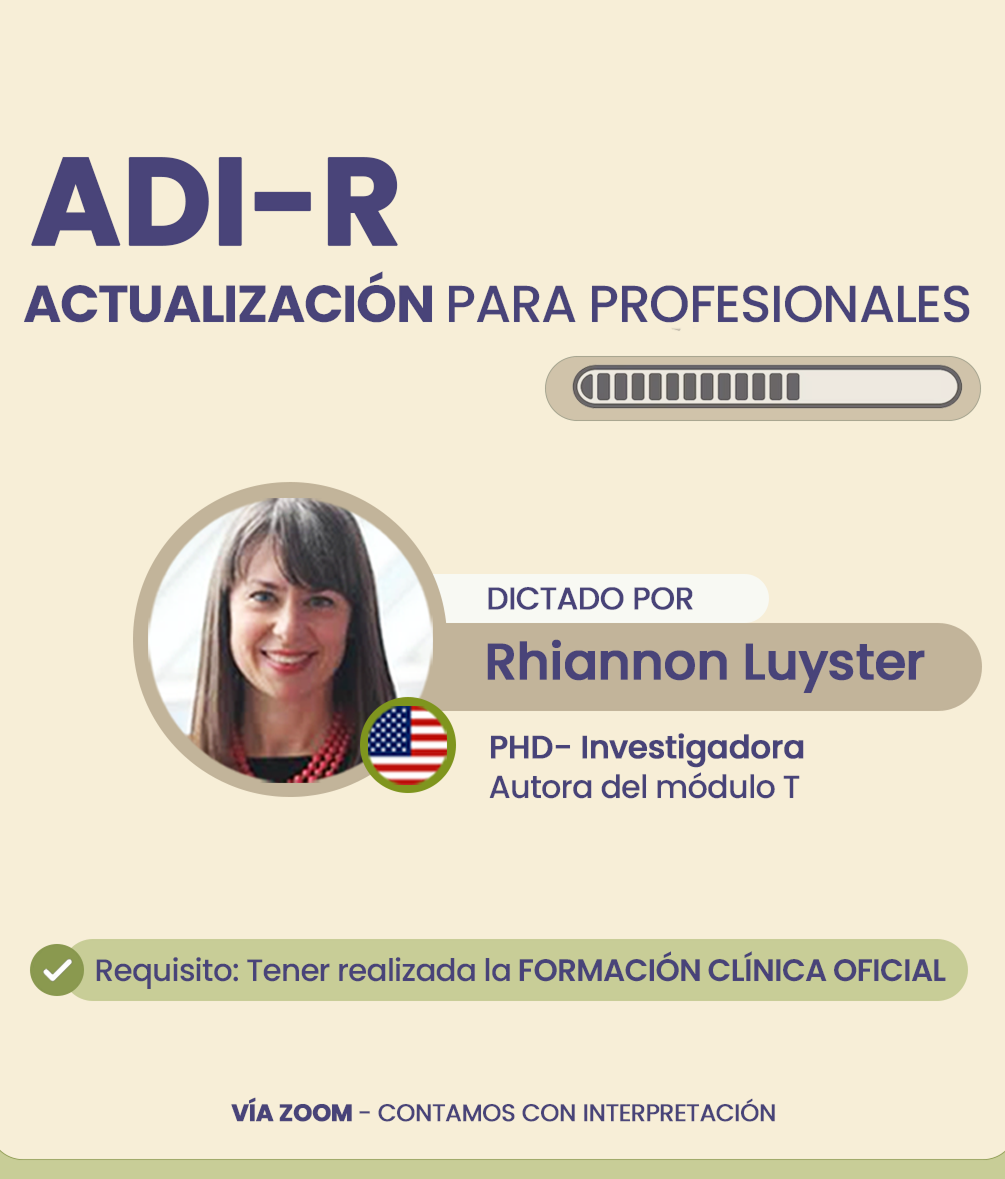 ADI-R
ACTUALIZACIÓN PARA PROFESIONALES
DICTADO POR
Rhiannon Luyster
PHD- Investigadora
Autora del módulo T
Requisito: Tener realizada la FORMACIÓN CLÍNICA OFICIAL
VÍA ZOOM - CONTAMOS CON INTERPRETACIÓN